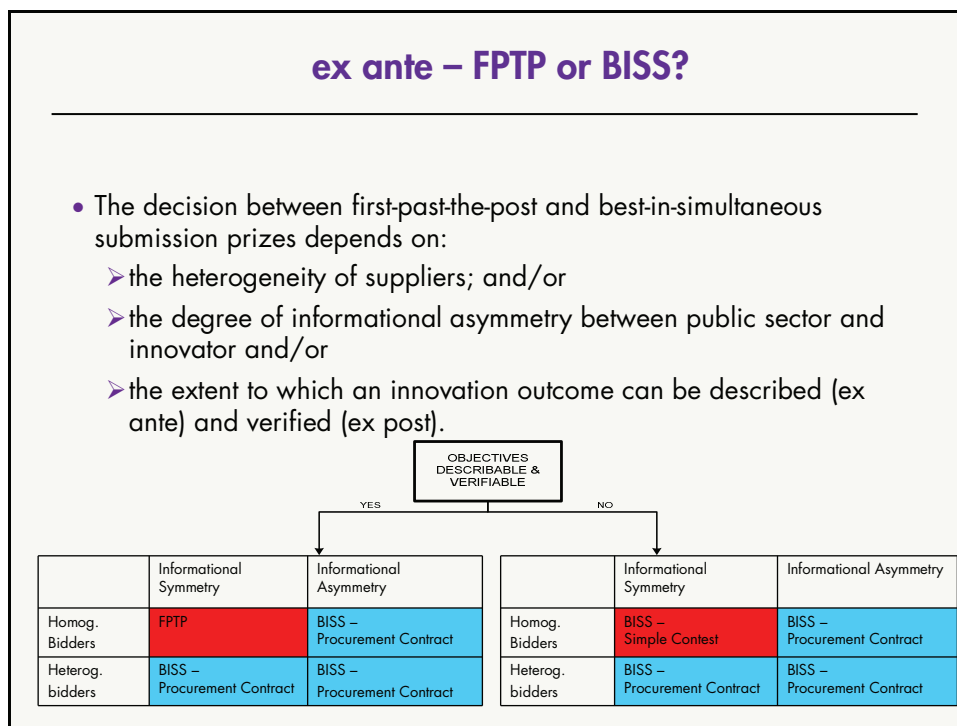 ex ante – FPTP or BISS?
• The decision between first-past-the-post and best-in-simultaneous
submission prizes depends on:
➢the heterogeneity of suppliers; and/or
➢the degree of informational asymmetry between public sector and
innovator and/or
➢the extent to which an innovation outcome can be described (ex
ante) and verified (ex post).
OBJECTIVES
DESCRIBABLE &
VERIFIABLE
YES
NO
Informational
Symmetry
Informational
Asymmetry
Homog.
Bidders
FPTP
BISS –
Procurement Contract
Heterog.
bidders
BISS –
Procurement Contract
BISS –
Procurement Contract
Informational
Symmetry
Informational Asymmetry
Homog.
Bidders
BISS –
Simple Contest
BISS –
Procurement Contract
Heterog.
bidders
BISS –
Procurement Contract
BISS –
Procurement Contract